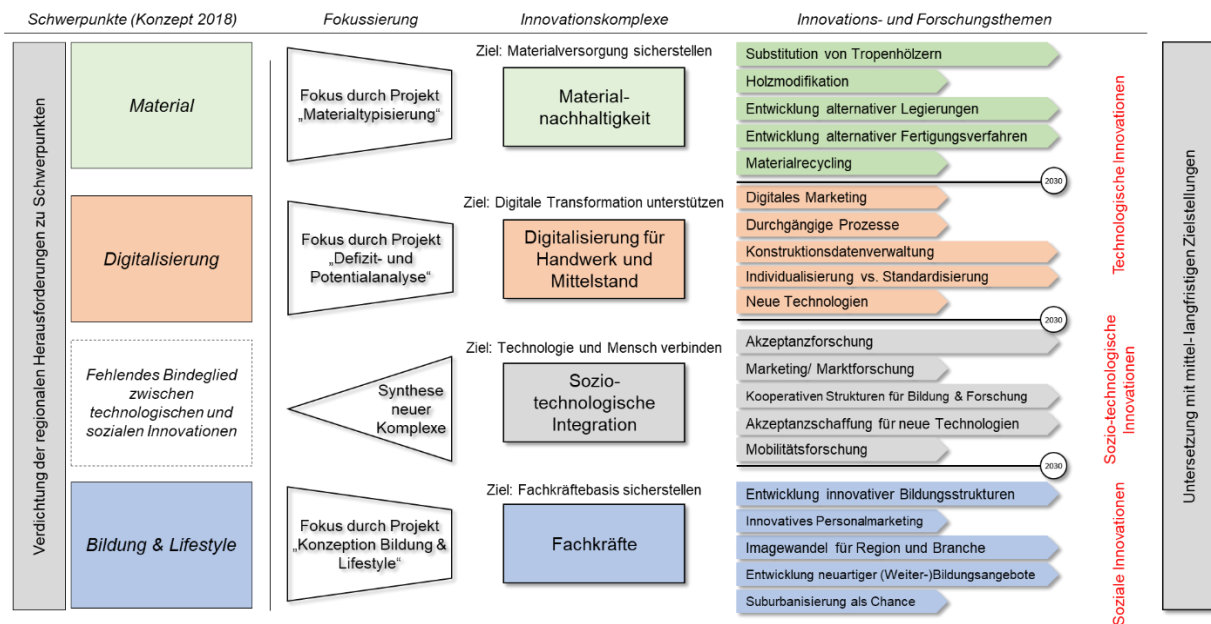 Schwerpunkte (Konzept 2018)
Fokussierung
Innovationskomplexe
Innovations- und Forschungsthemen
Verdichtung der regionalen Herausforderungen zu Schwerpunkten
Material
Fokus durch Projekt
„Materialtypisierung“
Ziel: Materialversorgung sicherstellen
Material-
nachhaltigkeit
Substitution von Tropenhölzern
Holzmodifikation
Entwicklung alternativer Legierungen
Entwicklung alternativer Fertigungsverfahren
Materialrecycling
2030
Digitalisierung
Fokus durch Projekt
„Defizit- und
Potentialanalyse“
Ziel: Digitale Transformation unterstützen
Digitalisierung für
Handwerk und
Mittelstand
Digitales Marketing
Durchgängige Prozesse
Konstruktionsdatenverwaltung
Individualisierung vs. Standardisierung
Neue Technologien
2030
Technologische Innovationen
Fehlendes Bindeglied
zwischen
technologischen und
sozialen Innovationen
Synthese
neuer
Komplexe
Ziel: Technologie und Mensch verbinden
Sozio-
technologische
Integration
Akzeptanzforschung
Marketing/ Marktforschung
Kooperativen Strukturen für Bildung & Forschung
Akzeptanzschaffung für neue Technologien
Mobilitätsforschung
2030
Sozio-technologische
Innovationen
Bildung & Lifestyle
Fokus durch Projekt
„Konzeption Bildung &
Lifestyle“
Ziel: Fachkräftebasis sicherstellen
Fachkräfte
Entwicklung innovativer Bildungsstrukturen
Innovatives Personalmarketing
Imagewandel für Region und Branche
Entwicklung neuartiger (Weiter-)Bildungsangebote
Suburbanisierung als Chance
Soziale Innovationen
Untersetzung mit mittel- langfristigen Zielstellungen